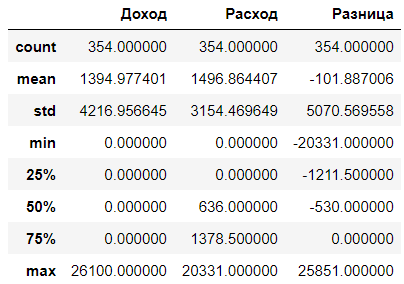 Доход Расход Разница
count 354.000000 354.000000 354.000000
mean 1394.977401 1496.864407 -101.887006
std 4216.956645 3154.469649 5070.569558
min 0.000000 0.000000 -20331.000000
25% 0.000000 0.000000 -1211.500000
50% 0.000000 636.000000 -530.000000
75% 0.000000 1378.500000 0.000000
max 26100.000000 20331.000000 25851.000000